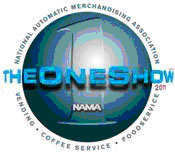 NATIONAL AUTOMATIC MERCHANDISING ASSOCIATION
THEONESHOW
2011
NAMA
VENDING • COFFEE SERVICE • FOODSERVICE